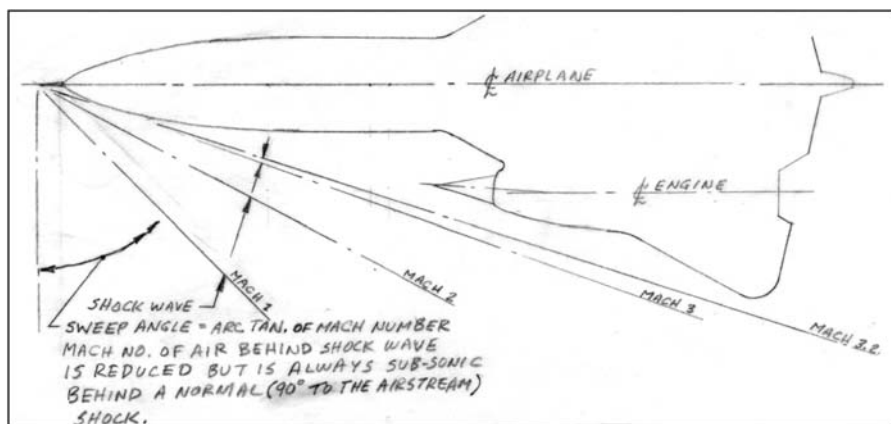 ℄ AIRPLANE
℄ ENGINE
MACH 1
MACH 2
MACH 3
MACH 3.2
SHOCK WAVE
SWEEP ANGLE = ARC TAN. OF MACH NUMBER
MACH NO. OF AIR BEHIND SHOCK WAVE
IS REDUCED BUT IS ALWAYS SUB-SONIC
BEHIND A NORMAL (90° TO THE AIRSTREAM)
SHOCK.